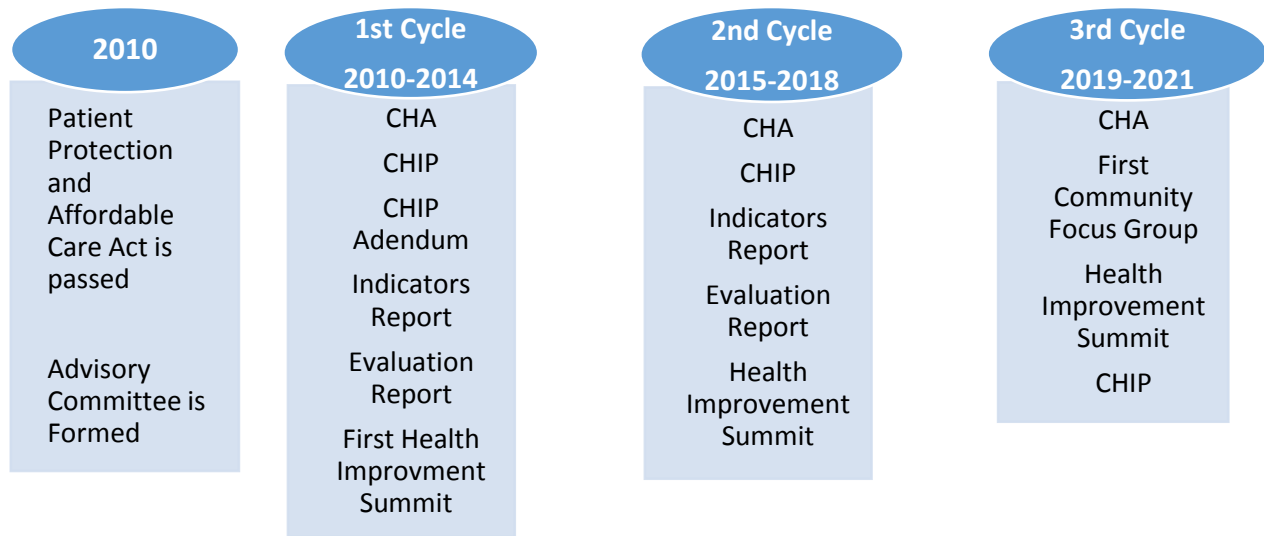 2010
Patient
Protection
and
Affordable
Care Act is
passed
Advisory
Committee is
Formed
1st Cycle
2010-2014
CHA
CHIP
CHIP
Adendum
Indicators
Report
Evaluation
Report
First Health
Improvment
Summit
2nd Cycle
2015-2018
CHA
CHIP
Indicators
Report
Evaluation
Report
Health
Improvement
Summit
3rd Cycle
2019-2021
CHA
First
Community
Focus Group
Health
Improvement
Summit
CHIP